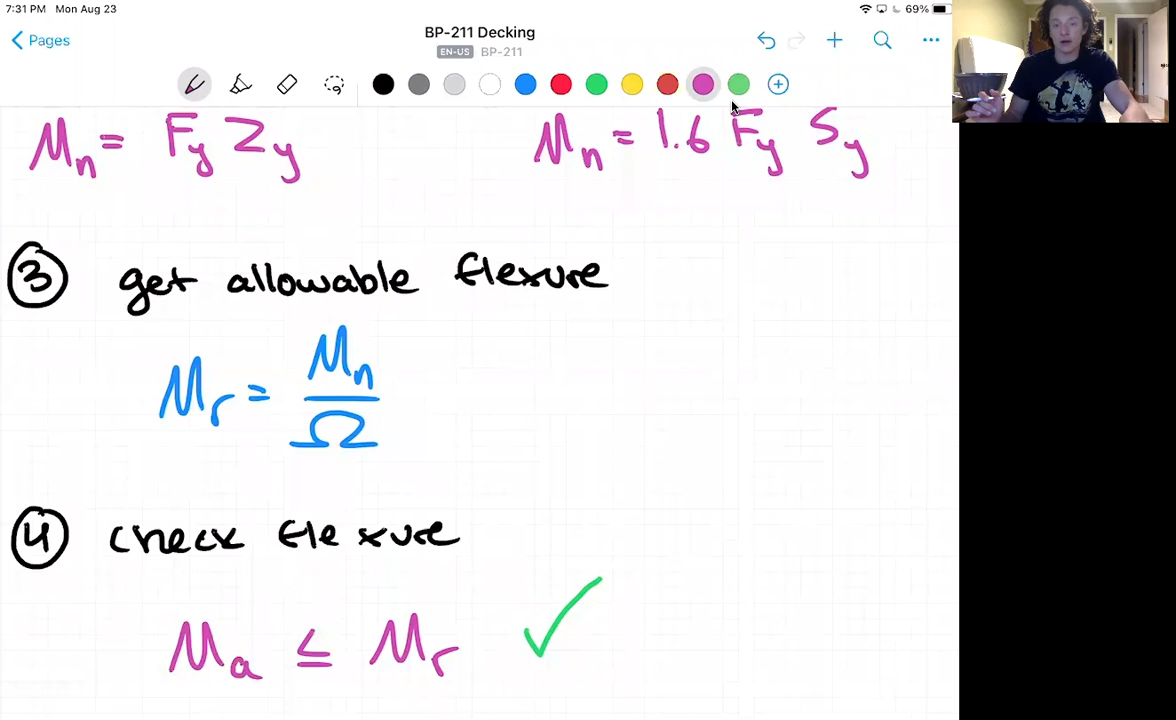 7:31 PM Mon Aug 23
69%
Pages
BP-211 Decking
EN-US BP-211
Mn = Fy Zy
Mn = 1.6 Fy Sy
3 get allowable flexure
Mr = Mn / Ω
4 check flexure
Ma ≤ Mr ✓